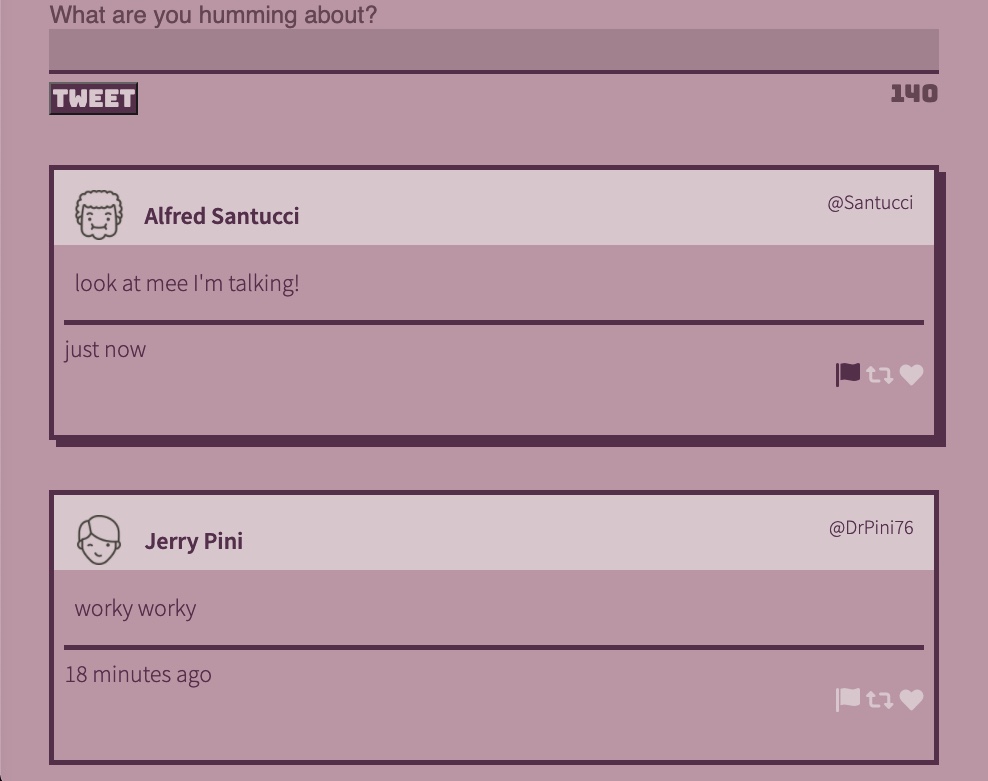 What are you humming about?
TWEET
140
Alfred Santucci
@Santucci
look at mee I'm talking!
just now
Jerry Pini
@DrPini76
worky worky
18 minutes ago